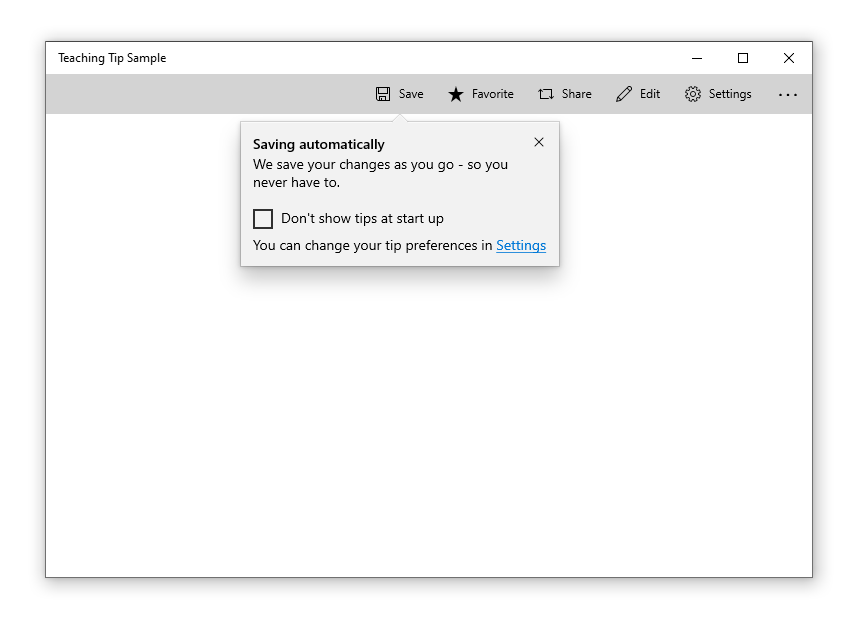 Teaching Tip Sample
Save Favorite Share Edit Settings
Saving automatically
We save your changes as you go - so you
never have to.
Don't show tips at start up
You can change your tip preferences in Settings